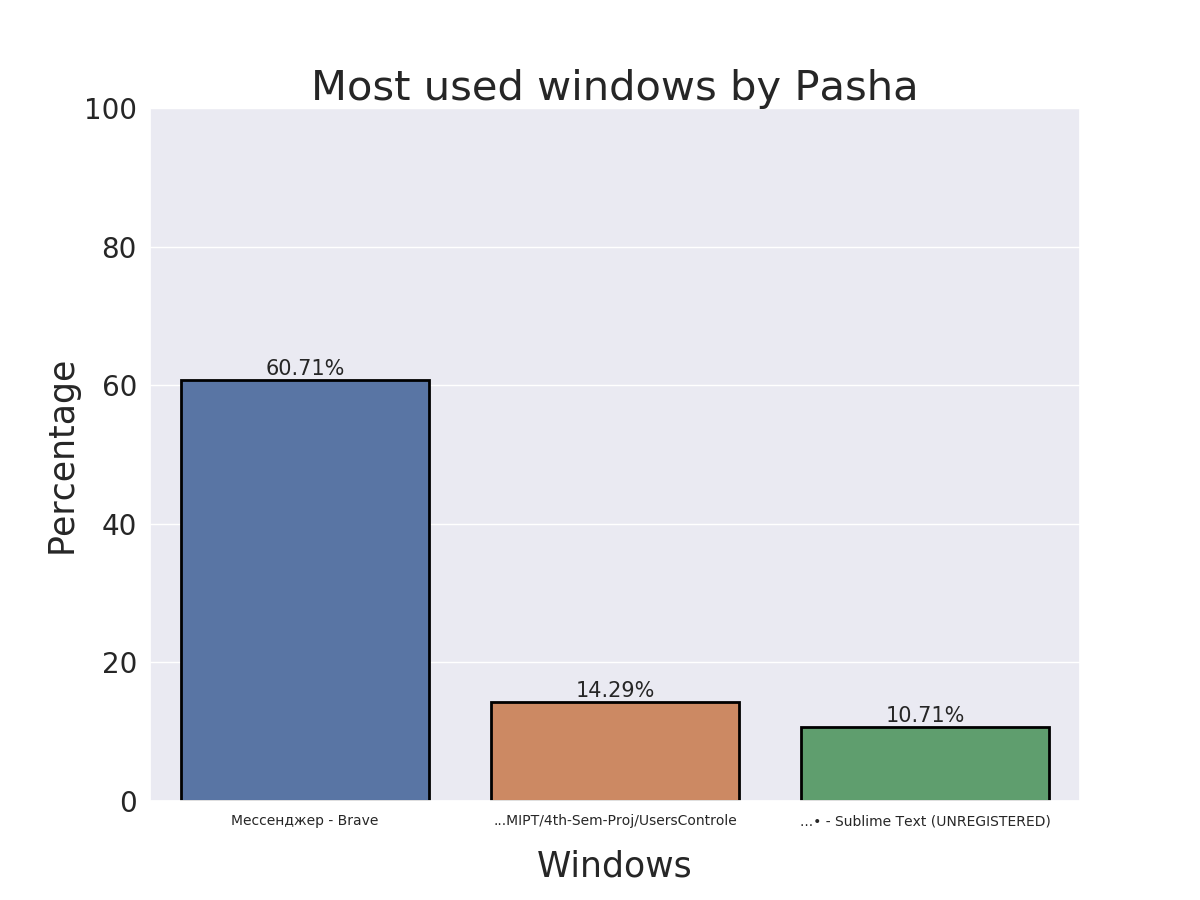 Most used windows by Pasha
100
80
60
40
20
0
Percentage
60.71%
14.29%
10.71%
Мессенджер - Brave
...MIPT/4th-Sem-Proj/UsersControle
...• - Sublime Text (UNREGISTERED)
Windows